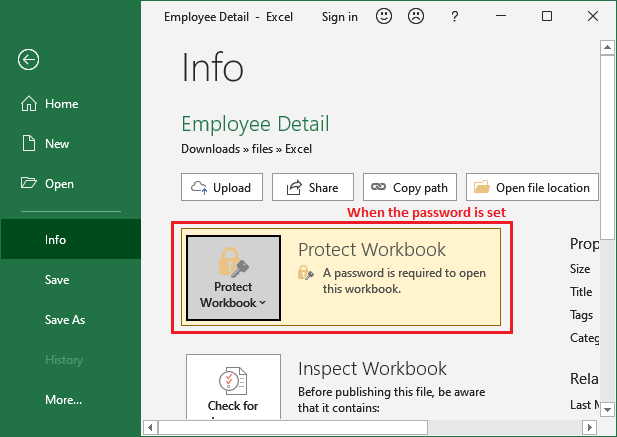 Employee Detail - Excel
Sign in
?
Info
Employee Detail
Downloads » files » Excel
Home
New
Open
Info
Save
Save As
History
More...
Upload
Share
Copy path
Open file location
When the password is set
Protect
Workbook
Protect Workbook
A password is required to open
this workbook.
Check for
Inspect Workbook
Before publishing this file, be aware
that it contains:
Prop
Size
Title
Tags
Categ
Rela
Last M